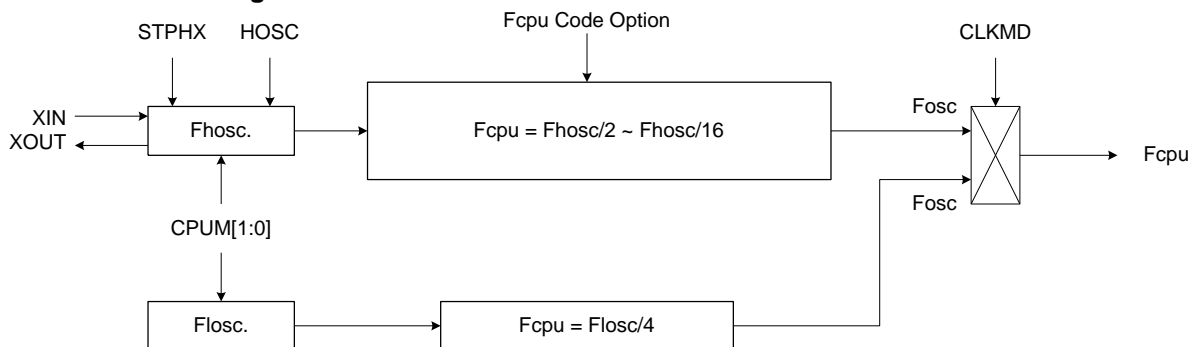 STPHX
HOSC
Fcpu Code Option
CLKMD
XIN
XOUT
Fhosc.
Fcpu = Fhosc/2 ~ Fhosc/16
Fosc
Fcpu
Fosc
CPUM[1:0]
Flosc.
Fcpu = Flosc/4